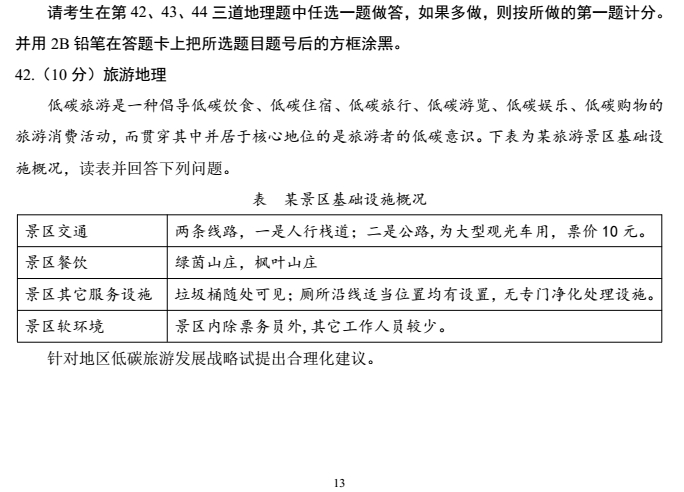 请考生在第 42、43、44 三道地理题中任选一题做答，如果多做，则按所做的第一题计分。
并用 2B 铅笔在答题卡上把所选题目题号后的方框涂黑。
42.（10 分）旅游地理
低碳旅游是一种倡导低碳饮食、低碳住宿、低碳旅行、低碳游览、低碳娱乐、低碳购物的
旅游消费活动，而贯穿其中并居于核心地位的是旅游者的低碳意识。下表为某旅游景区基础设
施概况，读表并回答下列问题。
表 某景区基础设施概况
景区交通 两条线路，一是人行栈道；二是公路,为大型观光车用，票价 10 元。
景区餐饮 绿茵山庄，枫叶山庄
景区其它服务设施 垃圾桶随处可见；厕所沿线适当位置均有设置，无专门净化处理设施。
景区软环境 景区内除票务员外,其它工作人员较少。
针对地区低碳旅游发展战略试提出合理化建议。
13